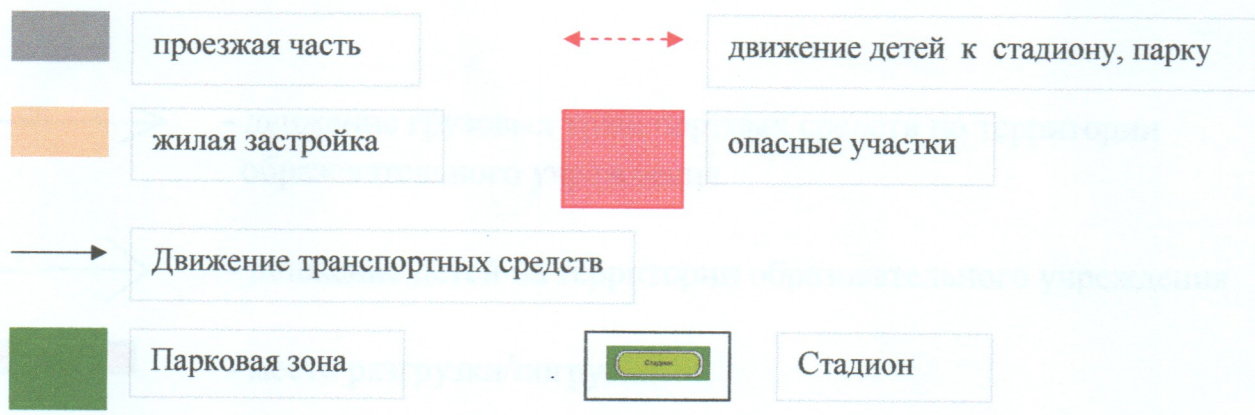 проезжая часть
движение детей к стадиону, парку
жилая застройка
опасные участки
Движение транспортных средств
Парковая зона
Стадион
Стадион